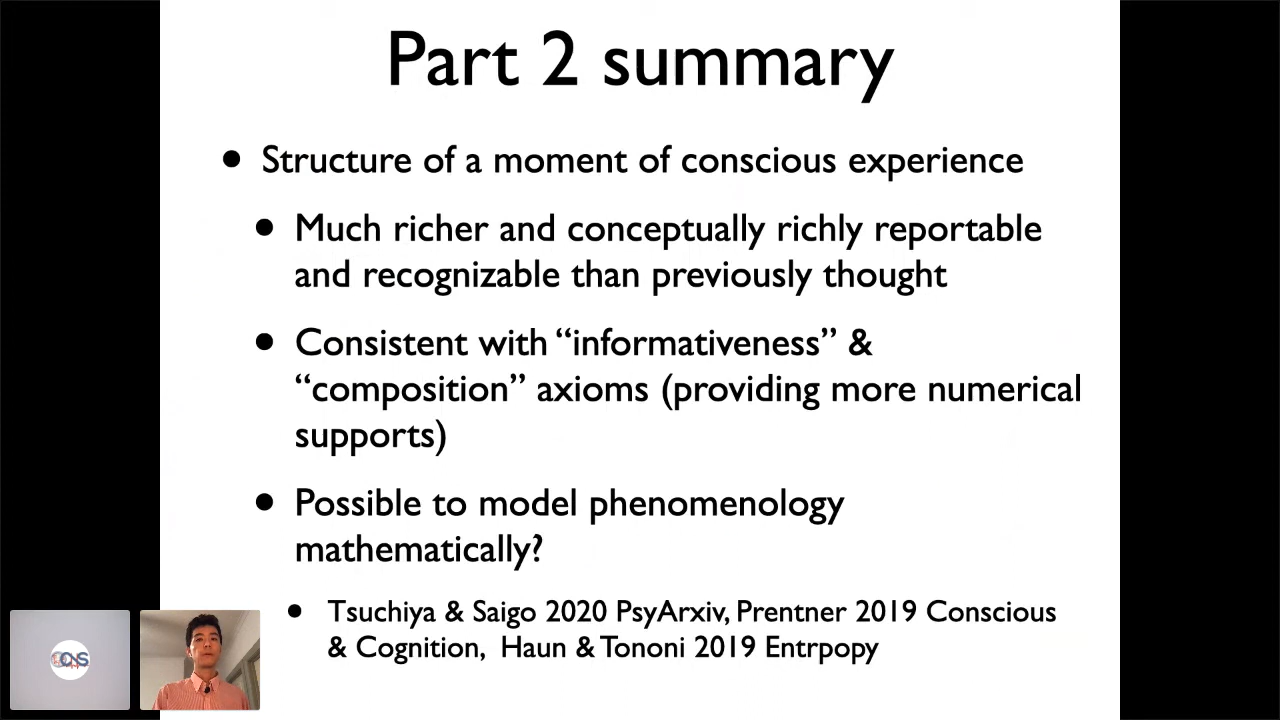 Part 2 summary
• Structure of a moment of conscious experience
• Much richer and conceptually richly reportable
and recognizable than previously thought
• Consistent with “informativeness” &
“composition” axioms (providing more numerical
supports)
• Possible to model phenomenology
mathematically?
• Tsuchiya & Saigo 2020 PsyArxiv, Prentner 2019 Conscious
& Cognition, Haun & Tononi 2019 Entrpopy